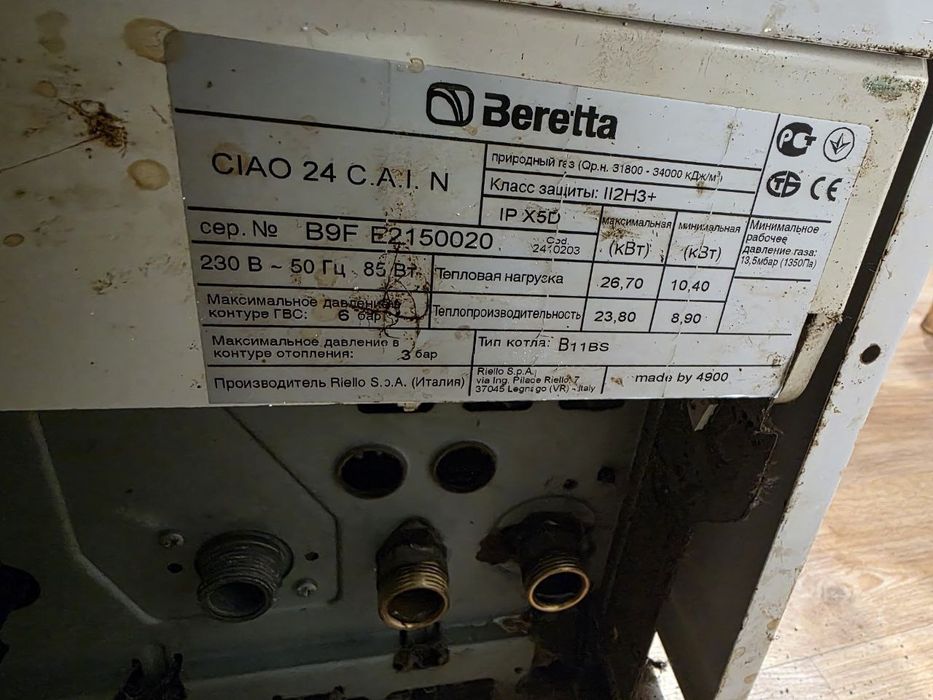 Beretta
CIAO 24 C.A.I. N
природный газ (Qр.н. 31800 - 34000 кДж/м³)
Класс защиты: II2H3+
IP X5D
сер. № B9F E2150020
Cod. 2410203
максимальная (кВт)
минимальная (кВт)
Минимальное
рабочее
давление газа:
13,5мбар (1350Па)
230 В ~ 50 Гц 85 Вт
Тепловая нагрузка 26,70 10,40
Максимальное давление в
контуре ГВС: 6 бар
Теплопроизводительность 23,80 8,90
Максимальное давление в
контуре отопления: 3 бар
Тип котла: B11BS
Производитель Riello S.p.A. (Италия)
Riello S.p.A.
via Ing. Pilade Riello, 7
37045 Legnago (VR) - Italy
made by 4900
PCT
CE